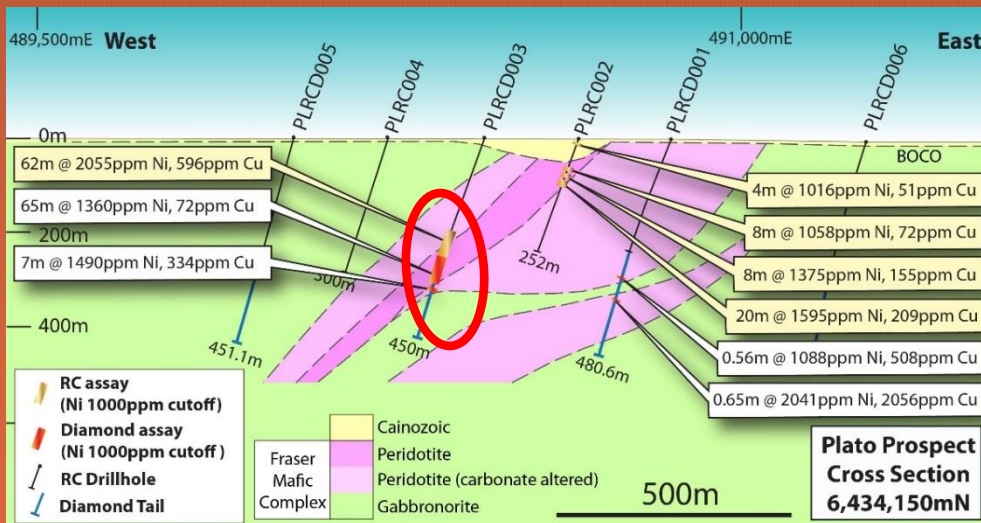 489,500mE
West
491,000mE
East
PLRCD005
PLRC004
PLRCD003
PLRC002
PLRCD001
PLRCD006
0m
BOCO
62m @ 2055ppm Ni, 596ppm Cu
65m @ 1360ppm Ni, 72ppm Cu
200m
7m @ 1490ppm Ni, 334ppm Cu
300m
400m
451.1m
450m
252m
480.6m
4m @ 1016ppm Ni, 51ppm Cu
8m @ 1058ppm Ni, 72ppm Cu
8m @ 1375ppm Ni, 155ppm Cu
20m @ 1595ppm Ni, 209ppm Cu
0.56m @ 1088ppm Ni, 508ppm Cu
0.65m @ 2041ppm Ni, 2056ppm Cu
RC assay
(Ni 1000ppm cutoff)
Diamond assay
(Ni 1000ppm cutoff)
RC Drillhole
Diamond Tail
Fraser
Mafic
Complex
Cainozoic
Peridotite
Peridotite (carbonate altered)
Gabbronorite
500m
Plato Prospect
Cross Section
6,434,150mN